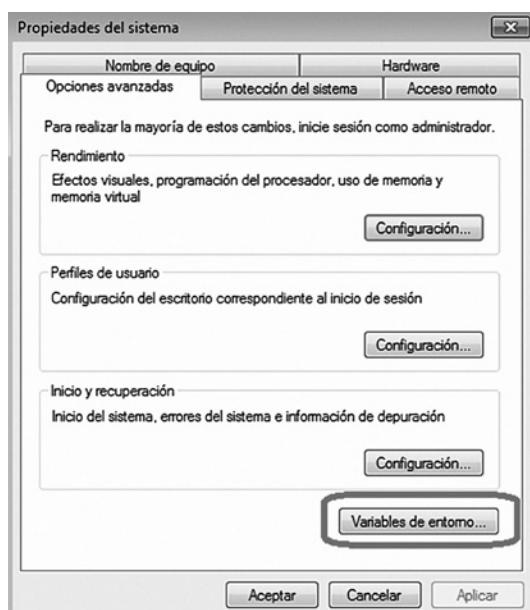 Propiedades del sistema
Nombre de equipo
Hardware
Opciones avanzadas
Protección del sistema
Acceso remoto
Para realizar la mayoría de estos cambios, inicie sesión como administrador.
Rendimiento
Efectos visuales, programación del procesador, uso de memoria y
memoria virtual
Configuración...
Perfiles de usuario
Configuración del escritorio correspondiente al inicio de sesión
Configuración...
Inicio y recuperación
Inicio del sistema, errores del sistema e información de depuración
Configuración...
Variables de entorno...
Aceptar
Cancelar
Aplicar